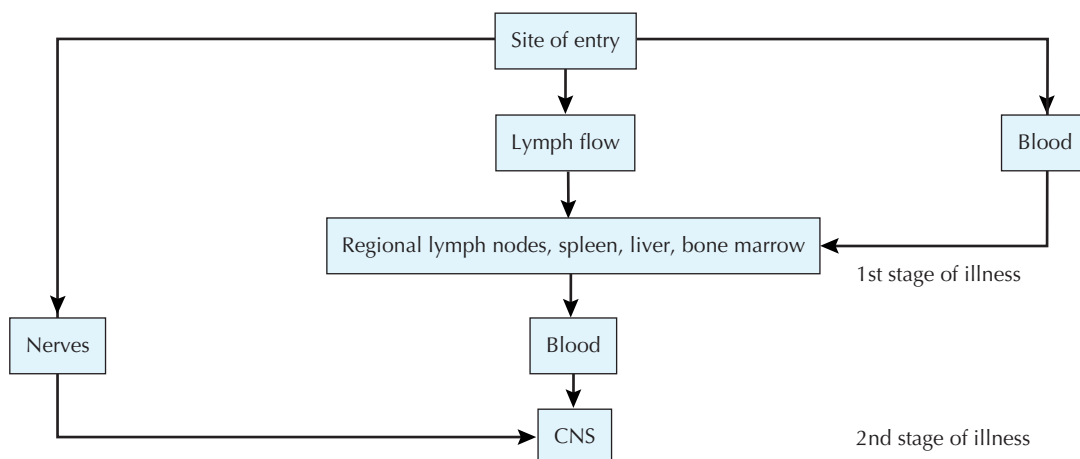 Site of entry
Lymph flow
Blood
Regional lymph nodes, spleen, liver, bone marrow
1st stage of illness
Nerves
Blood
CNS
2nd stage of illness